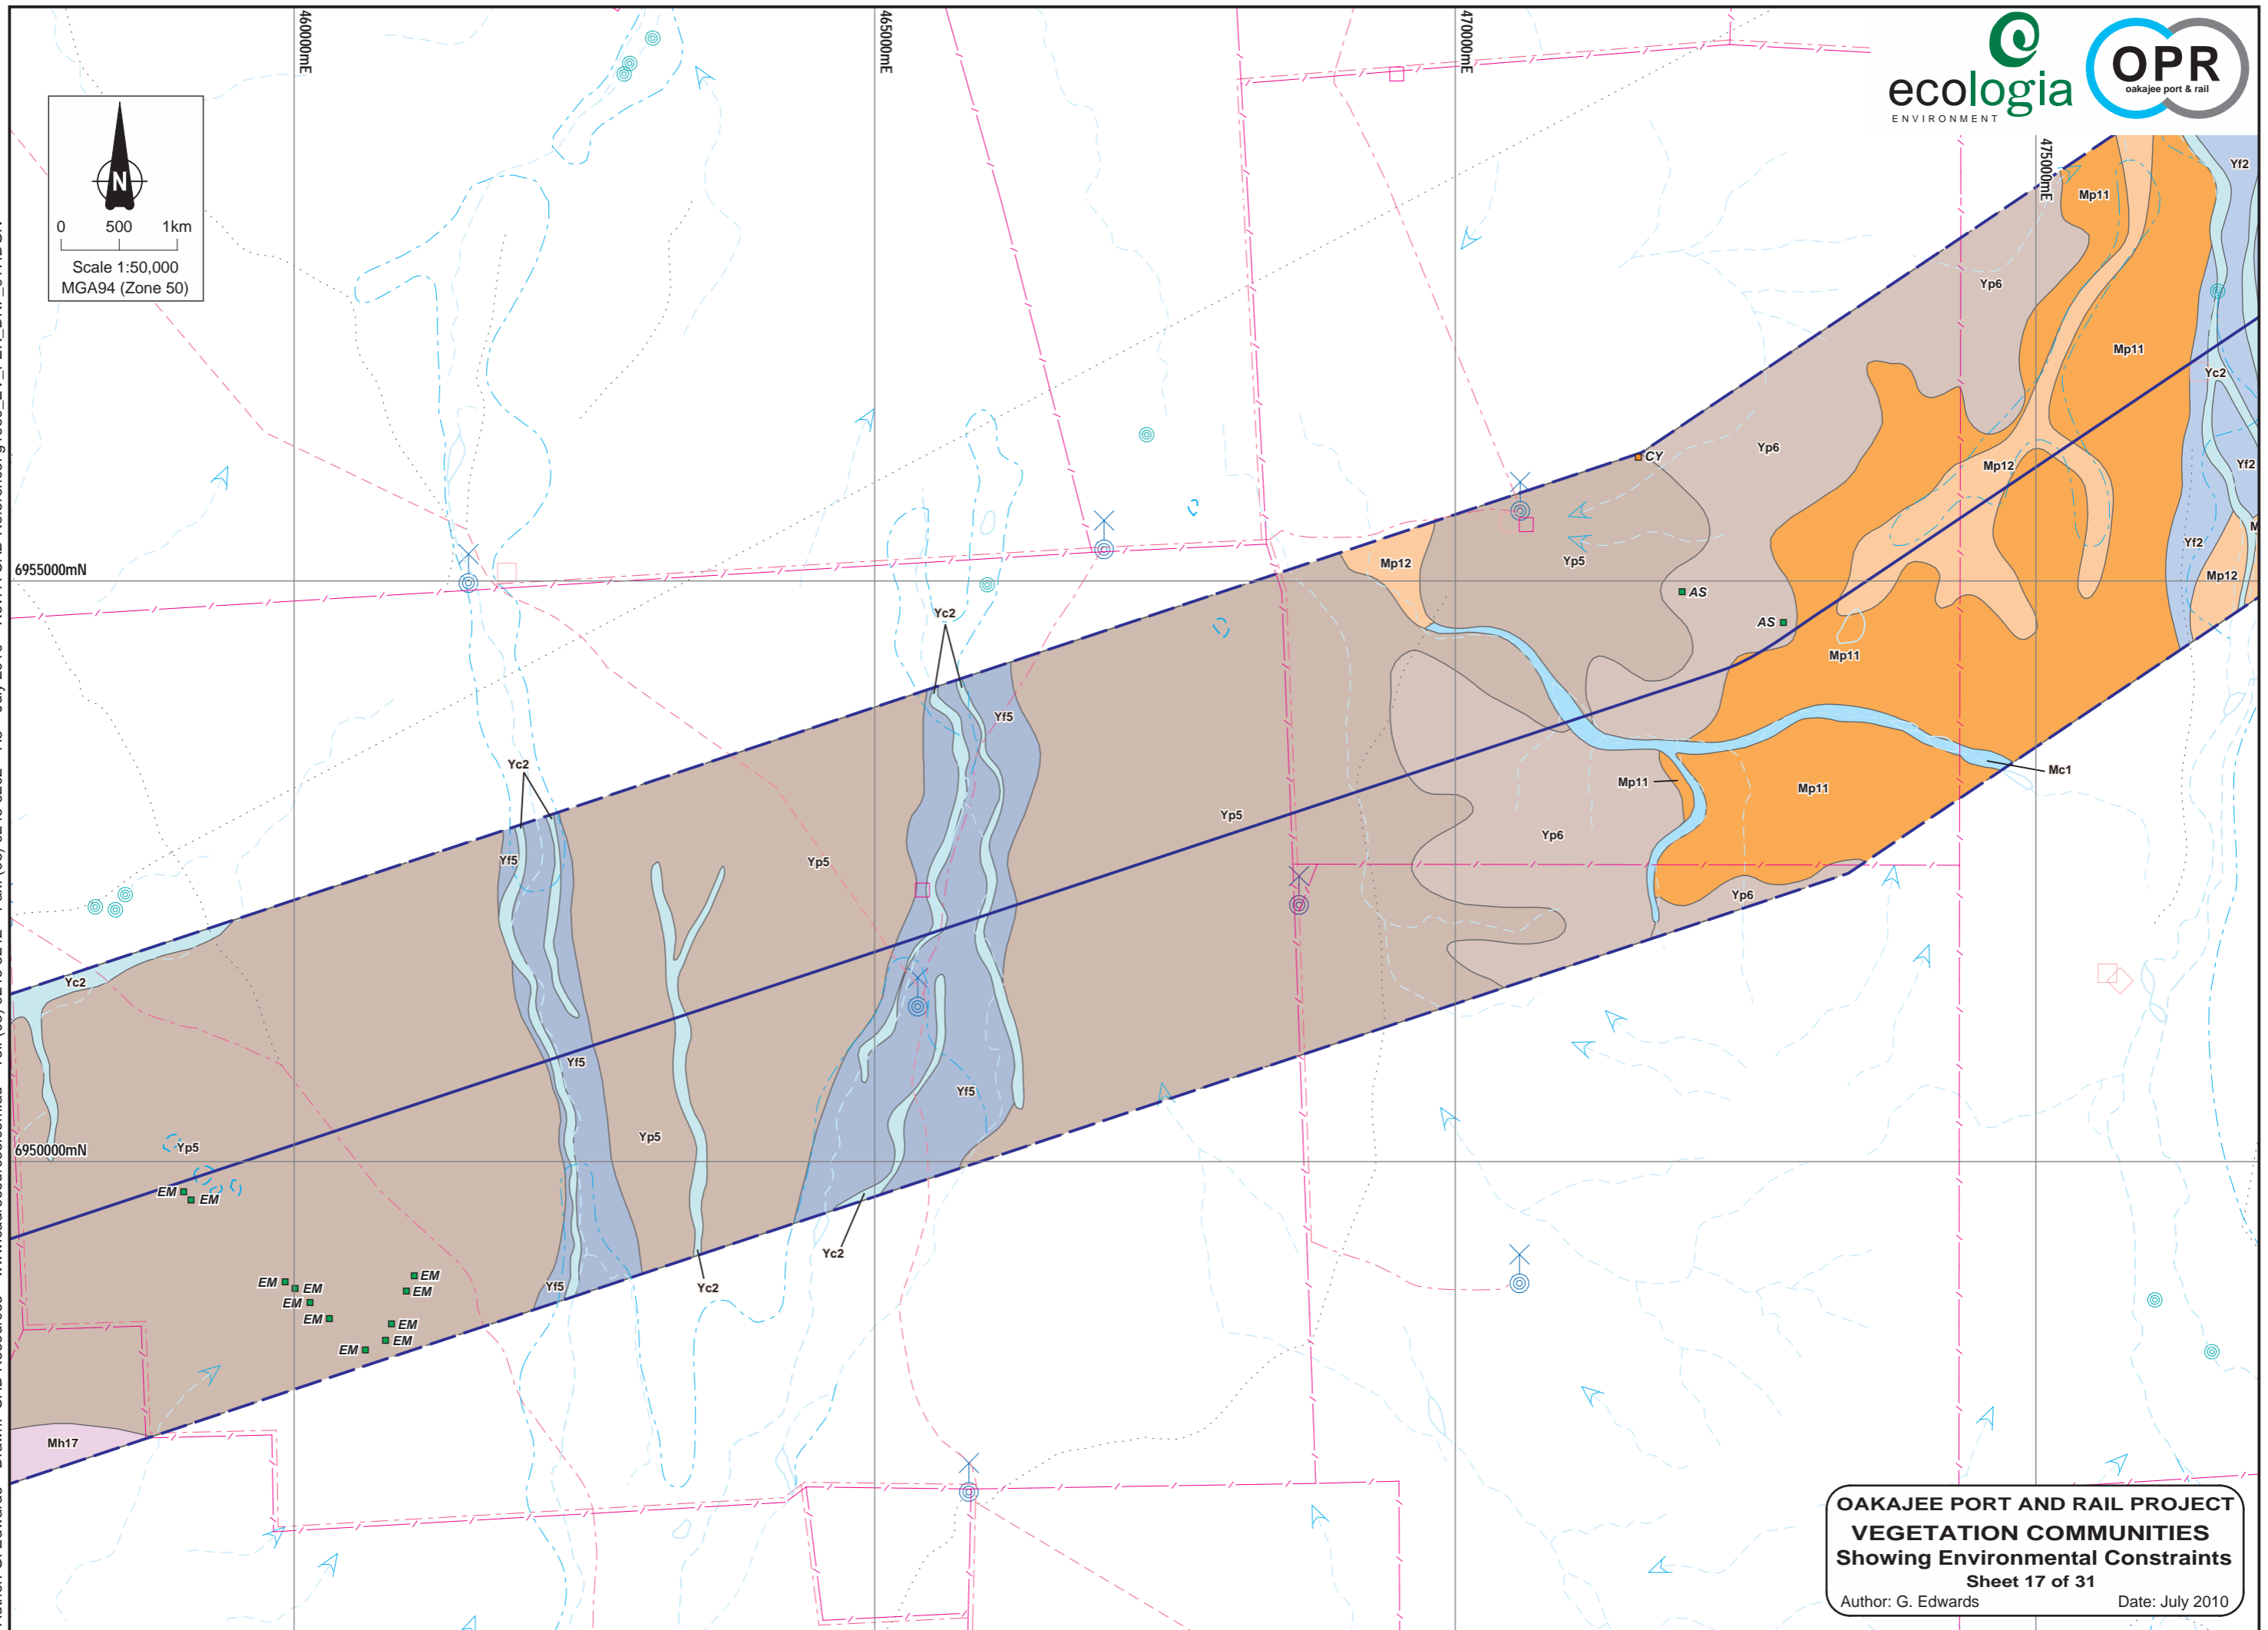 460000mE
465000mE
470000mE
475000mE
ecologia
ENVIRONMENT
OPR
oakajee port & rail
N
0 500 1km
Scale 1:50,000
MGA94 (Zone 50)
Yf2
Mp11
Yp6
Mp11
Yc2
Yp6
CY
Mp12
Yf2
Yf2
6955000mN
Mp12
Yp5
Mp12
AS
Yc2
AS
Mp11
Yf5
Yc2
Mc1
Mp11
Mp11
Yp5
Yp6
Yf5
Yp5
Yp6
Yc2
Yf5
Yf5
Yp5
Yp5
6950000mN
EM
EM
Yc2
EM
EM
EM
EM
EM
EM
EM
EM
EM
Yf5
Yc2
Mh17
OAKAJEE PORT AND RAIL PROJECT
VEGETATION COMMUNITIES
Showing Environmental Constraints
Sheet 17 of 31
Author: G. Edwards Date: July 2010